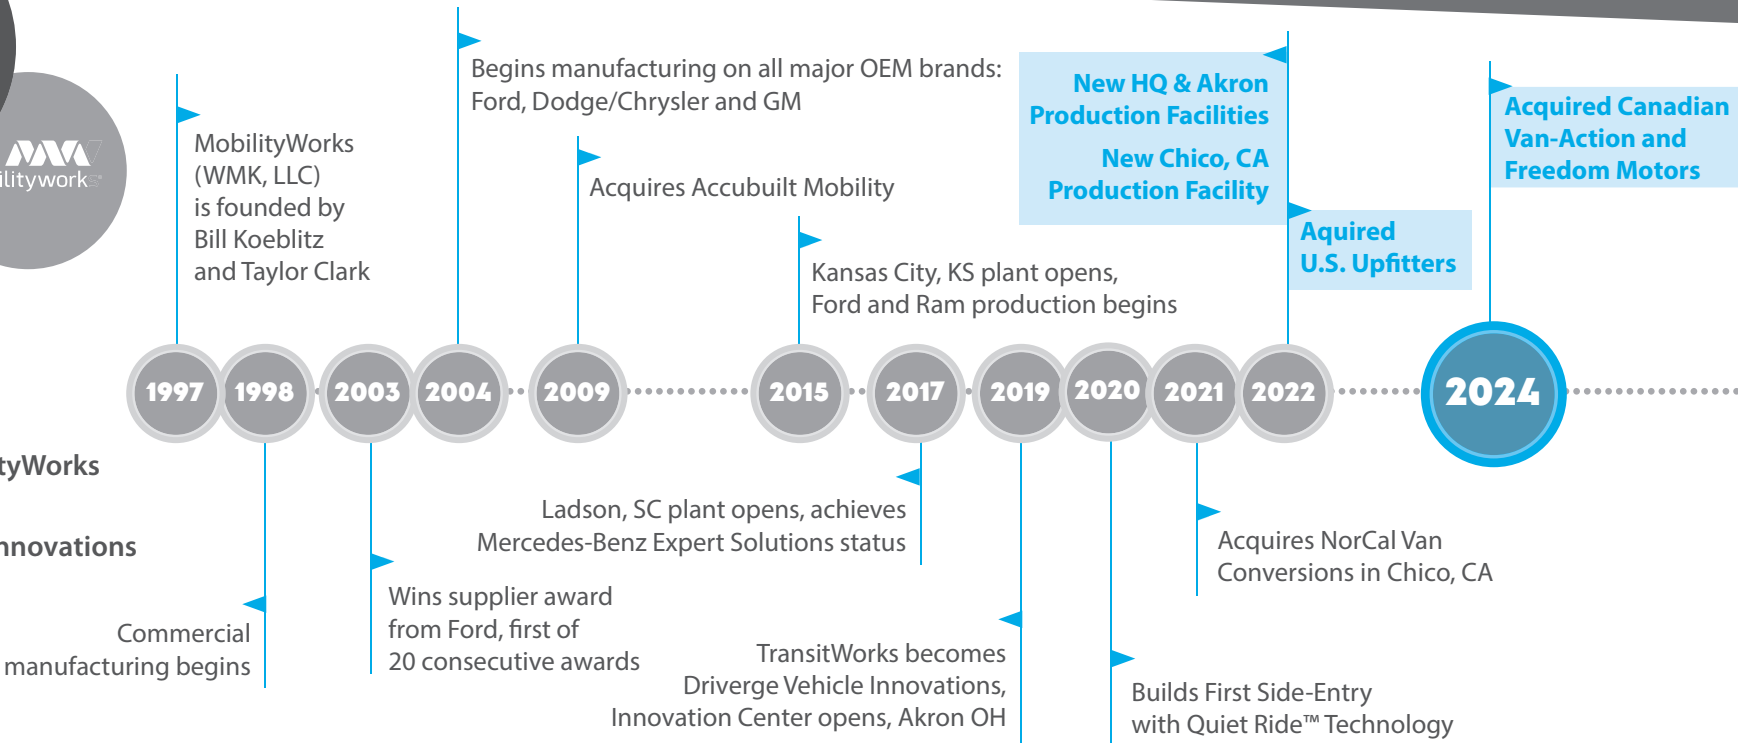 MobilityWorks
(WMK, LLC)
is founded by
Bill Koeblitz
and Taylor Clark
Begins manufacturing on all major OEM brands:
Ford, Dodge/Chrysler and GM
Acquires Accubuilt Mobility
Kansas City, KS plant opens,
Ford and Ram production begins
New HQ & Akron
Production Facilities
New Chico, CA
Production Facility
Aquired
U.S. Upfitters
Acquired Canadian
Van-Action and
Freedom Motors
ilityworks
1997 1998 2003 2004 2009 2015 2017 2019 2020 2021 2022 2024
tyWorks
nnovations
Commercial
manufacturing begins
Wins supplier award
from Ford, first of
20 consecutive awards
Ladson, SC plant opens, achieves
Mercedes-Benz Expert Solutions status
TransitWorks becomes
Driverge Vehicle Innovations,
Innovation Center opens, Akron OH
Builds First Side-Entry
with Quiet Ride™ Technology
Acquires NorCal Van
Conversions in Chico, CA